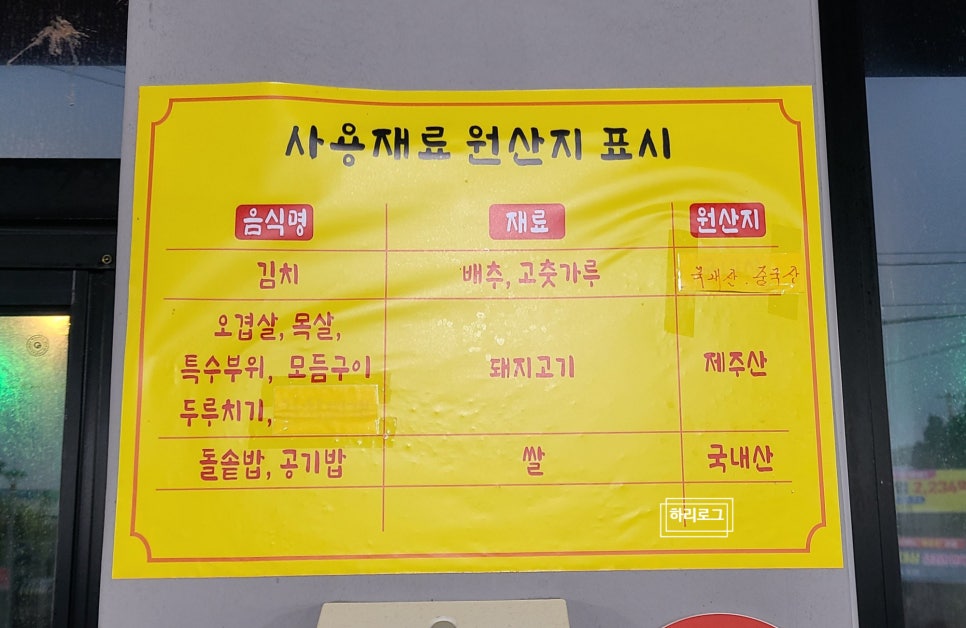 사용재료 원산지 표시
음식명 재료 원산지
김치 배추, 고춧가루 국내산. 중국산
오겹살, 목살,
특수부위, 모듬구이 돼지고기 제주산
두루치기,
돌솥밥, 공기밥 쌀 국내산
하리로그
2,234